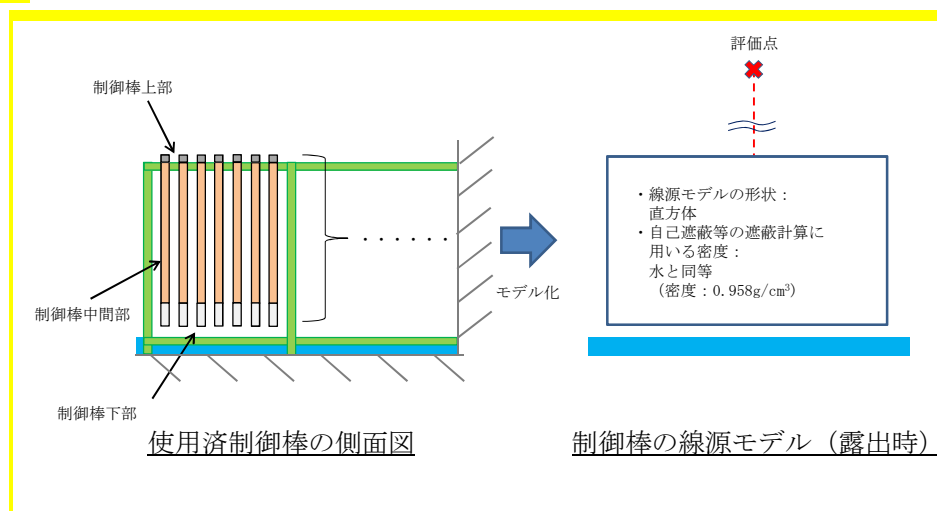 評価点
制御棒上部
・線源モデルの形状：
直方体
・自己遮蔽等の遮蔽計算に
用いる密度：
水と同等
（密度：0.958g/cm³）
・・・・・・
モデル化
制御棒中間部
制御棒下部
使用済制御棒の側面図
制御棒の線源モデル（露出時）